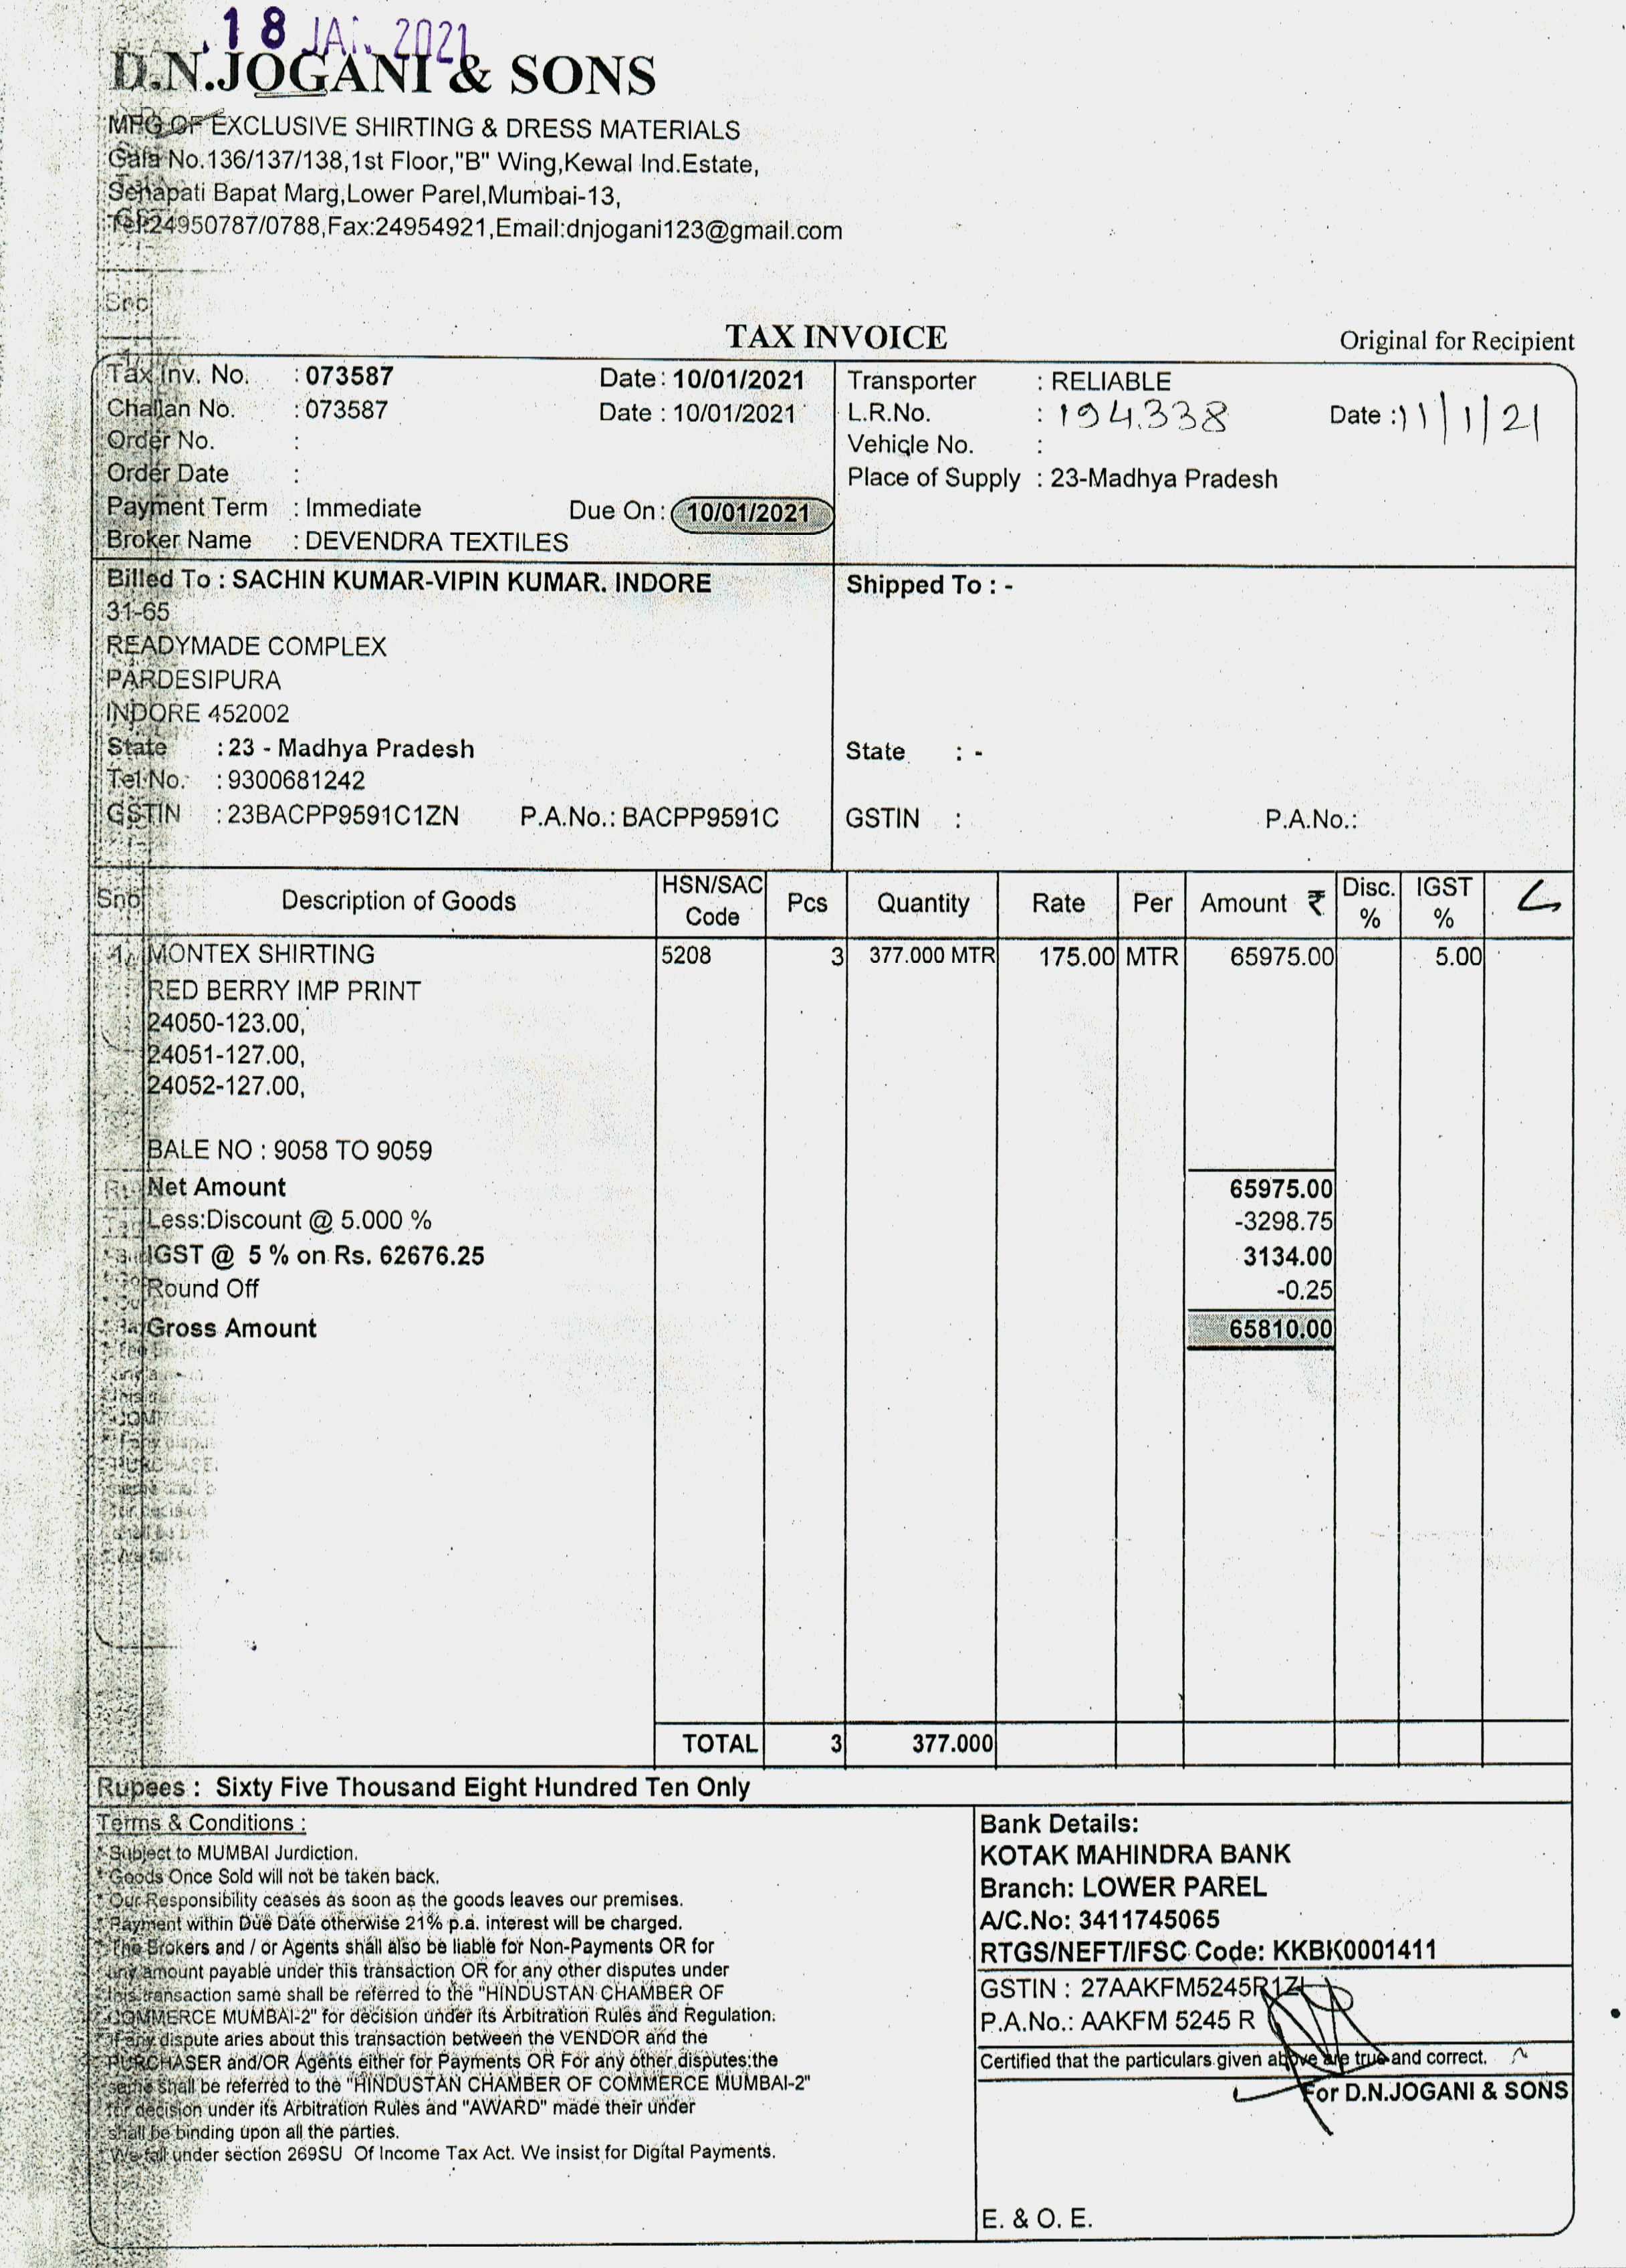 18 JAN 2021
D.N.JOGANI & SONS
MFG OF EXCLUSIVE SHIRTING & DRESS MATERIALS
Gala No.136/137/138,1st Floor,"B" Wing,Kewal Ind.Estate,
Senapati Bapat Marg,Lower Parel,Mumbai-13,
Tel:24950787/0788,Fax:24954921,Email:dnjogani123@gmail.com
TAX INVOICE
Original for Recipient
Tax Inv. No. : 073587 Date : 10/01/2021
Challan No. : 073587 Date : 10/01/2021
Order No. :
Order Date :
Payment Term : Immediate Due On : 10/01/2021
Broker Name : DEVENDRA TEXTILES
Transporter : RELIABLE
L.R.No. : 194338 Date : 11/1/21
Vehicle No. :
Place of Supply : 23-Madhya Pradesh
Billed To : SACHIN KUMAR-VIPIN KUMAR. INDORE
31-65
READYMADE COMPLEX
PARDESIPURA
INDORE 452002
State : 23 - Madhya Pradesh
Tel No. : 9300681242
GSTIN : 23BACPP9591C1ZN P.A.No.: BACPP9591C
Shipped To : -
State : -
GSTIN : P.A.No.:
Sno Description of Goods HSN/SAC Code Pcs Quantity Rate Per Amount ₹ Disc. % IGST %
1. MONTEX SHIRTING 5208 3 377.000 MTR 175.00 MTR 65975.00 5.00
RED BERRY IMP PRINT
24050-123.00,
24051-127.00,
24052-127.00,
BALE NO : 9058 TO 9059
Net Amount 65975.00
Less:Discount @ 5.000 % -3298.75
IGST @ 5 % on Rs. 62676.25 3134.00
Round Off -0.25
Gross Amount 65810.00
TOTAL 3 377.000
Rupees : Sixty Five Thousand Eight Hundred Ten Only
Terms & Conditions :
* Subject to MUMBAI Jurdiction.
* Goods Once Sold will not be taken back.
* Our Responsibility ceases as soon as the goods leaves our premises.
* Payment within Due Date otherwise 21% p.a. interest will be charged.
* The Brokers and / or Agents shall also be liable for Non-Payments OR for
any amount payable under this transaction OR for any other disputes under
this transaction same shall be referred to the "HINDUSTAN CHAMBER OF
COMMERCE MUMBAI-2" for decision under its Arbitration Rules and Regulation.
* If any dispute aries about this transaction between the VENDOR and the
PURCHASER and/OR Agents either for Payments OR For any other disputes the
same shall be referred to the "HINDUSTAN CHAMBER OF COMMERCE MUMBAI-2"
for decision under its Arbitration Rules and "AWARD" made their under
shall be binding upon all the parties.
* We fall under section 269SU Of Income Tax Act. We insist for Digital Payments.
Bank Details:
KOTAK MAHINDRA BANK
Branch: LOWER PAREL
A/C.No: 3411745065
RTGS/NEFT/IFSC Code: KKBK0001411
GSTIN : 27AAKFM5245R1ZL
P.A.No.: AAKFM 5245 R
Certified that the particulars given above are true and correct.
For D.N.JOGANI & SONS
E. & O. E.